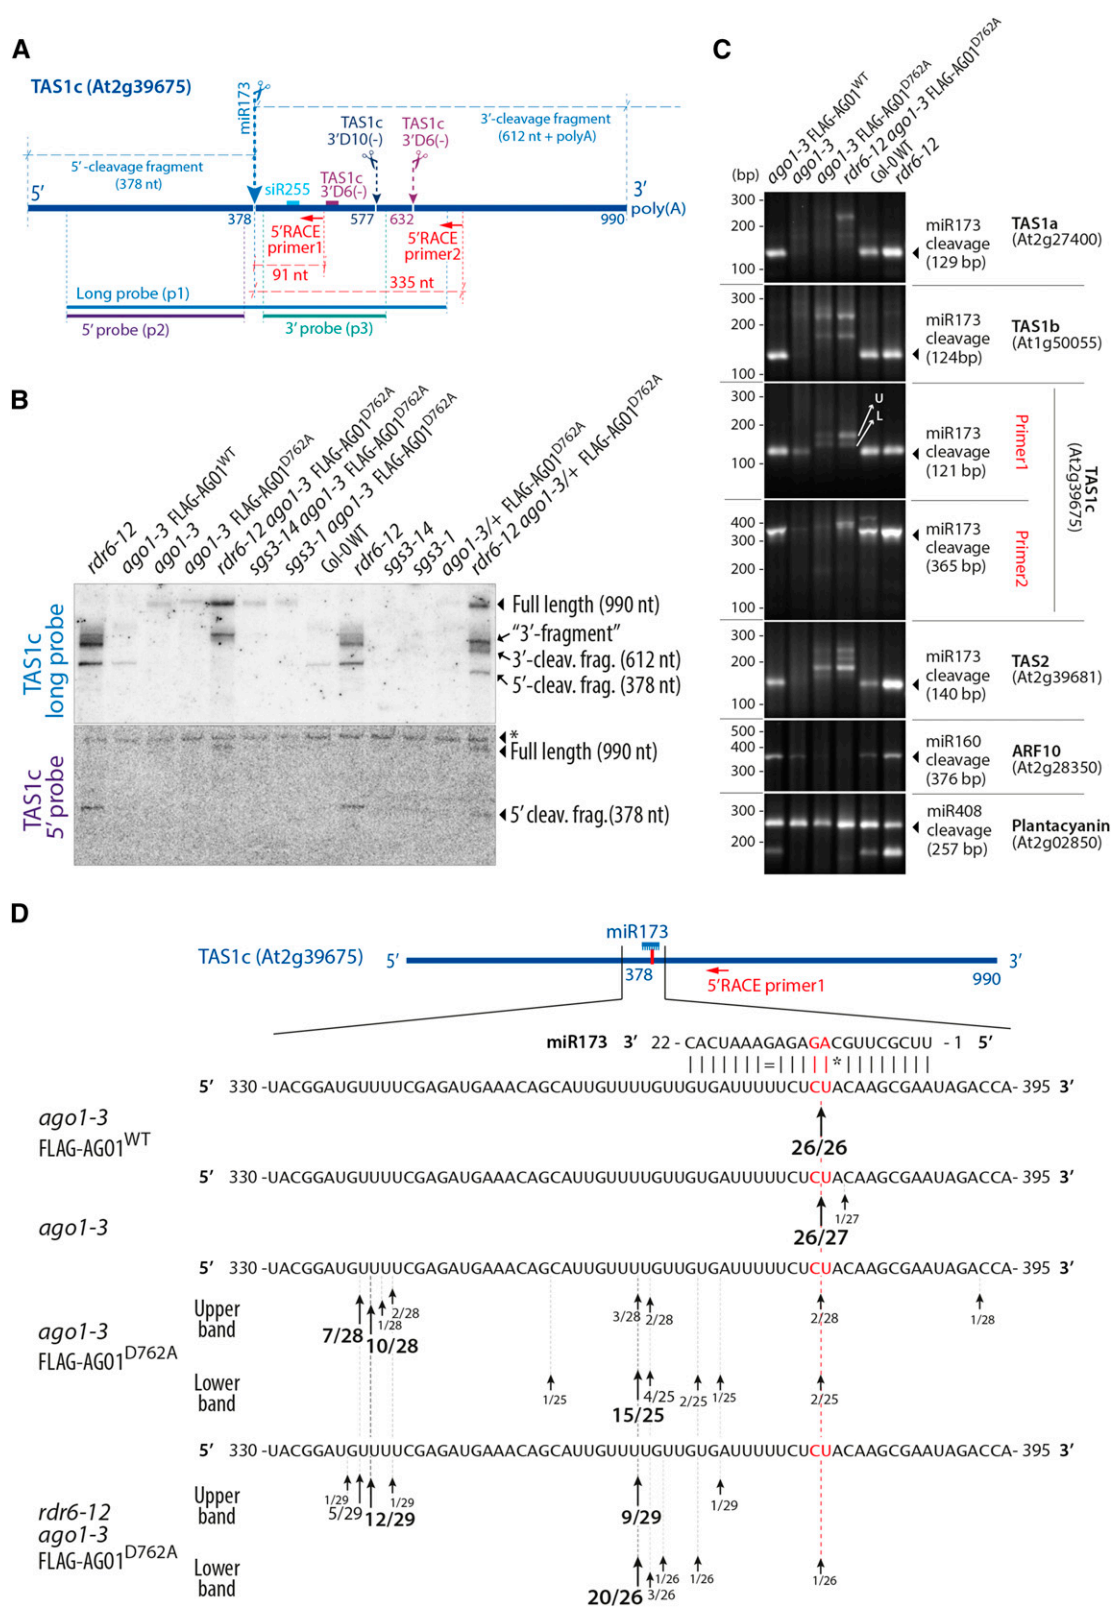 A
TAS1c (At2g39675)
miR173
5'-cleavage fragment
(378 nt)
3'-cleavage fragment
(612 nt + polyA)
TAS1c
3'D10(-)
TAS1c
3'D6(-)
siR255
TAS1c
3'D6(-)
5'
3'
poly(A)
378
577
632
990
5'RACE
primer1
5'RACE
primer2
91 nt
335 nt
Long probe (p1)
5' probe (p2)
3' probe (p3)
B
rdr6-12
ago1-3 FLAG-AGO1WT
ago1-3
ago1-3 FLAG-AGO1D762A
rdr6-12 ago1-3 FLAG-AGO1D762A
sgs3-14 ago1-3 FLAG-AGO1D762A
sgs3-1 ago1-3 FLAG-AGO1D762A
Col-0 WT
rdr6-12
sgs3-14
sgs3-1
ago1-3/+ FLAG-AGO1D762A
rdr6-12 ago1-3/+ FLAG-AGO1D762A
TAS1c
long probe
Full length (990 nt)
"3'-fragment"
3'-cleav. frag. (612 nt)
5'-cleav. frag. (378 nt)
TAS1c
5' probe
*
Full length (990 nt)
5' cleav. frag.(378 nt)
C
ago1-3 FLAG-AGO1WT
ago1-3
ago1-3 FLAG-AGO1D762A
rdr6-12 ago1-3 FLAG-AGO1D762A
Col-0 WT
rdr6-12
(bp)
300 -
200 -
100 -
miR173
cleavage
(129 bp)
TAS1a
(At2g27400)
300 -
200 -
100 -
miR173
cleavage
(124bp)
TAS1b
(At1g50055)
300 -
200 -
100 -
U
L
miR173
cleavage
(121 bp)
Primer1
400 -
300 -
200 -
100 -
miR173
cleavage
(365 bp)
Primer2
TAS1c
(At2g39675)
300 -
200 -
100 -
miR173
cleavage
(140 bp)
TAS2
(At2g39681)
500 -
400 -
300 -
miR160
cleavage
(376 bp)
ARF10
(At2g28350)
300 -
200 -
miR408
cleavage
(257 bp)
Plantacyanin
(At2g02850)
D
TAS1c (At2g39675)
5'
miR173
378
5'RACE primer1
990
3'
miR173 3' 22 - CACUAAAGAGAGACGUUCGCUU - 1 5'
= *
5' 330 -UACGGAUGUUUUCGAGAUGAAACAGCAUUGUUUUGUUGUGAUUUUUCUCUACAAGCGAAUAGACCA- 395 3'
ago1-3
FLAG-AGO1WT
26/26
5' 330 -UACGGAUGUUUUCGAGAUGAAACAGCAUUGUUUUGUUGUGAUUUUUCUCUACAAGCGAAUAGACCA- 395 3'
ago1-3
1/27
26/27
5' 330 -UACGGAUGUUUUCGAGAUGAAACAGCAUUGUUUUGUUGUGAUUUUUCUCUACAAGCGAAUAGACCA- 395 3'
ago1-3
FLAG-AGO1D762A
Upper
band
7/28
10/28
1/28
2/28
3/28
2/28
2/28
1/28
Lower
band
1/25
15/25
4/25
2/25
1/25
2/25
5' 330 -UACGGAUGUUUUCGAGAUGAAACAGCAUUGUUUUGUUGUGAUUUUUCUCUACAAGCGAAUAGACCA- 395 3'
rdr6-12
ago1-3
FLAG-AGO1D762A
Upper
band
1/29
5/29
12/29
1/29
9/29
1/29
Lower
band
20/26
3/26
1/26
1/26
1/26